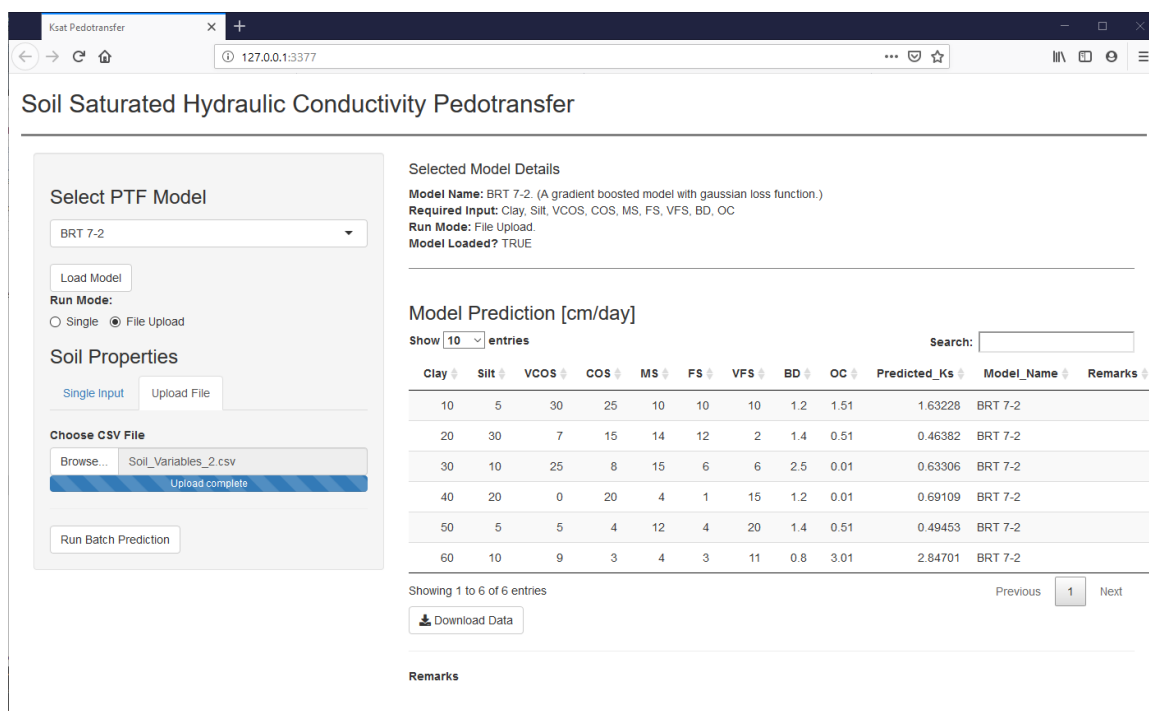 Ksat Pedotransfer
127.0.0.1:3377
Soil Saturated Hydraulic Conductivity Pedotransfer
Select PTF Model
BRT 7-2
Load Model
Run Mode:
Single File Upload
Soil Properties
Single Input Upload File
Choose CSV File
Browse... Soil_Variables_2.csv
Upload complete
Run Batch Prediction
Selected Model Details
Model Name: BRT 7-2. (A gradient boosted model with gaussian loss function.)
Required Input: Clay, Silt, VCOS, COS, MS, FS, VFS, BD, OC
Run Mode: File Upload.
Model Loaded? TRUE
Model Prediction [cm/day]
Show 10 entries Search:
Clay Silt VCOS COS MS FS VFS BD OC Predicted_Ks Model_Name Remarks
10 5 30 25 10 10 10 1.2 1.51 1.63228 BRT 7-2
20 30 7 15 14 12 2 1.4 0.51 0.46382 BRT 7-2
30 10 25 8 15 6 6 2.5 0.01 0.63306 BRT 7-2
40 20 0 20 4 1 15 1.2 0.01 0.69109 BRT 7-2
50 5 5 4 12 4 20 1.4 0.51 0.49453 BRT 7-2
60 10 9 3 4 3 11 0.8 3.01 2.84701 BRT 7-2
Showing 1 to 6 of 6 entries Previous 1 Next
Download Data
Remarks